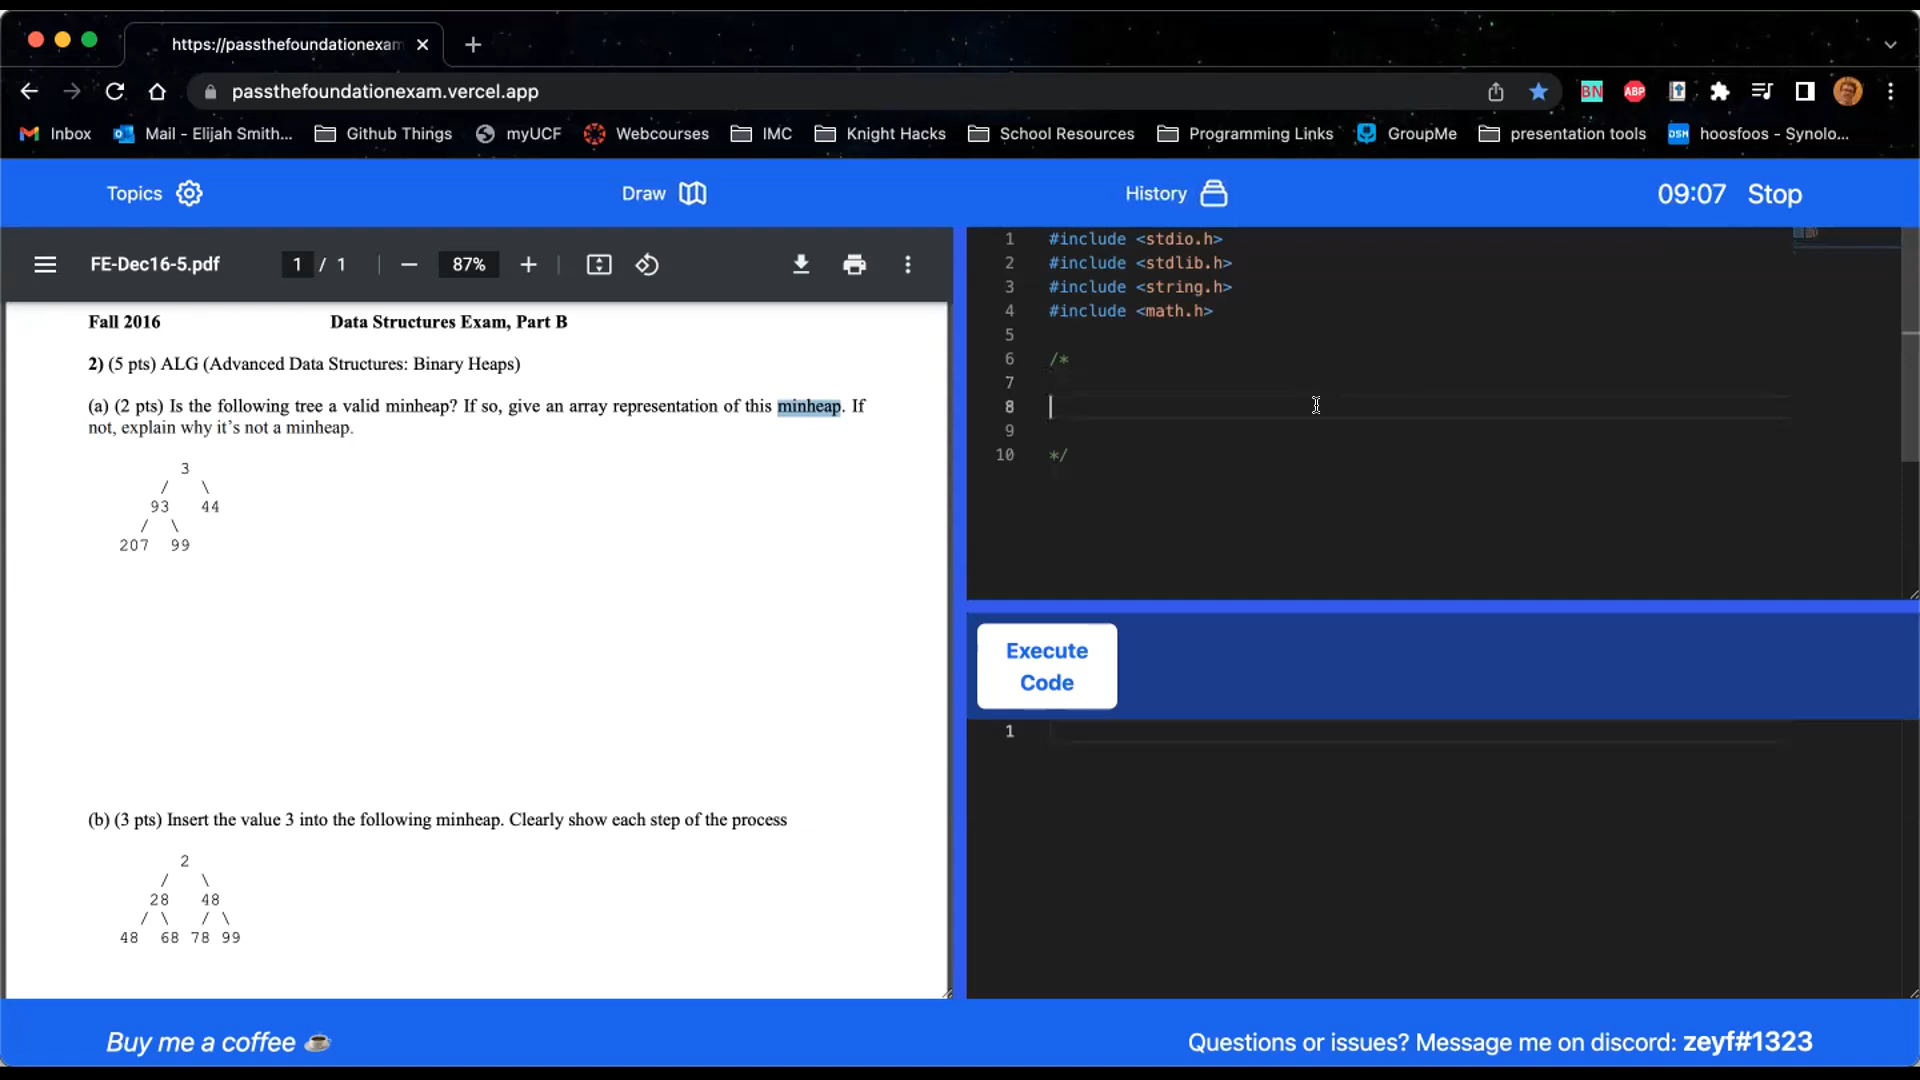 https://passthefoundationexam
passthefoundationexam.vercel.app
BN
ABP
Inbox
Mail - Elijah Smith...
Github Things
myUCF
Webcourses
IMC
Knight Hacks
School Resources
Programming Links
GroupMe
presentation tools
DSM
hoosfoos - Synolo...
Topics
Draw
History
09:07 Stop
FE-Dec16-5.pdf
1 / 1
87%
Fall 2016 Data Structures Exam, Part B
2) (5 pts) ALG (Advanced Data Structures: Binary Heaps)
(a) (2 pts) Is the following tree a valid minheap? If so, give an array representation of this minheap. If
not, explain why it's not a minheap.
3
/ \
93 44
/ \
207 99
(b) (3 pts) Insert the value 3 into the following minheap. Clearly show each step of the process
2
/ \
28 48
/ \ / \
48 68 78 99
1 #include <stdio.h>
2 #include <stdlib.h>
3 #include <string.h>
4 #include <math.h>
5
6 /*
7
8
9
10 */
Execute
Code
1
Buy me a coffee ☕
Questions or issues? Message me on discord: zeyf#1323